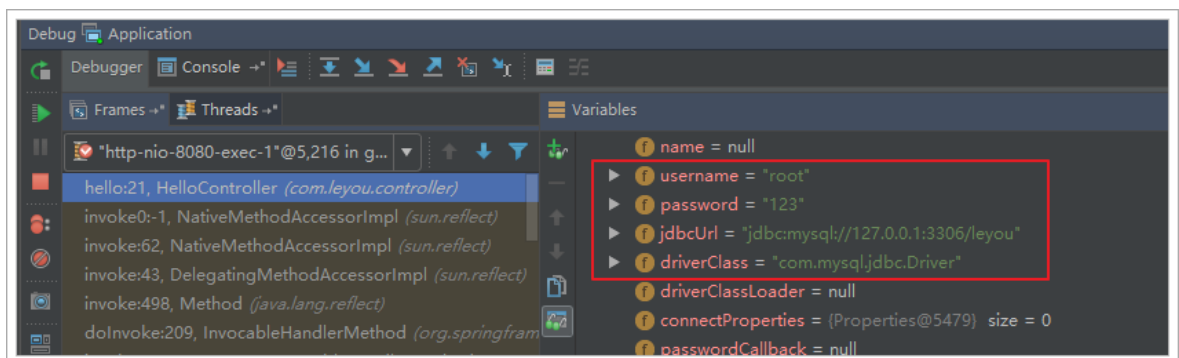 Debug Application
Debugger Console
Frames Threads
Variables
"http-nio-8080-exec-1"@5,216 in g...
hello:21, HelloController (com.leyou.controller)
invoke0:-1, NativeMethodAccessorImpl (sun.reflect)
invoke:62, NativeMethodAccessorImpl (sun.reflect)
invoke:43, DelegatingMethodAccessorImpl (sun.reflect)
invoke:498, Method (java.lang.reflect)
doInvoke:209, InvocableHandlerMethod (org.springfram
f name = null
f username = "root"
f password = "123"
f jdbcUrl = "jdbc:mysql://127.0.0.1:3306/leyou"
f driverClass = "com.mysql.jdbc.Driver"
f driverClassLoader = null
f connectProperties = {Properties@5479} size = 0
f passwordCallback = null